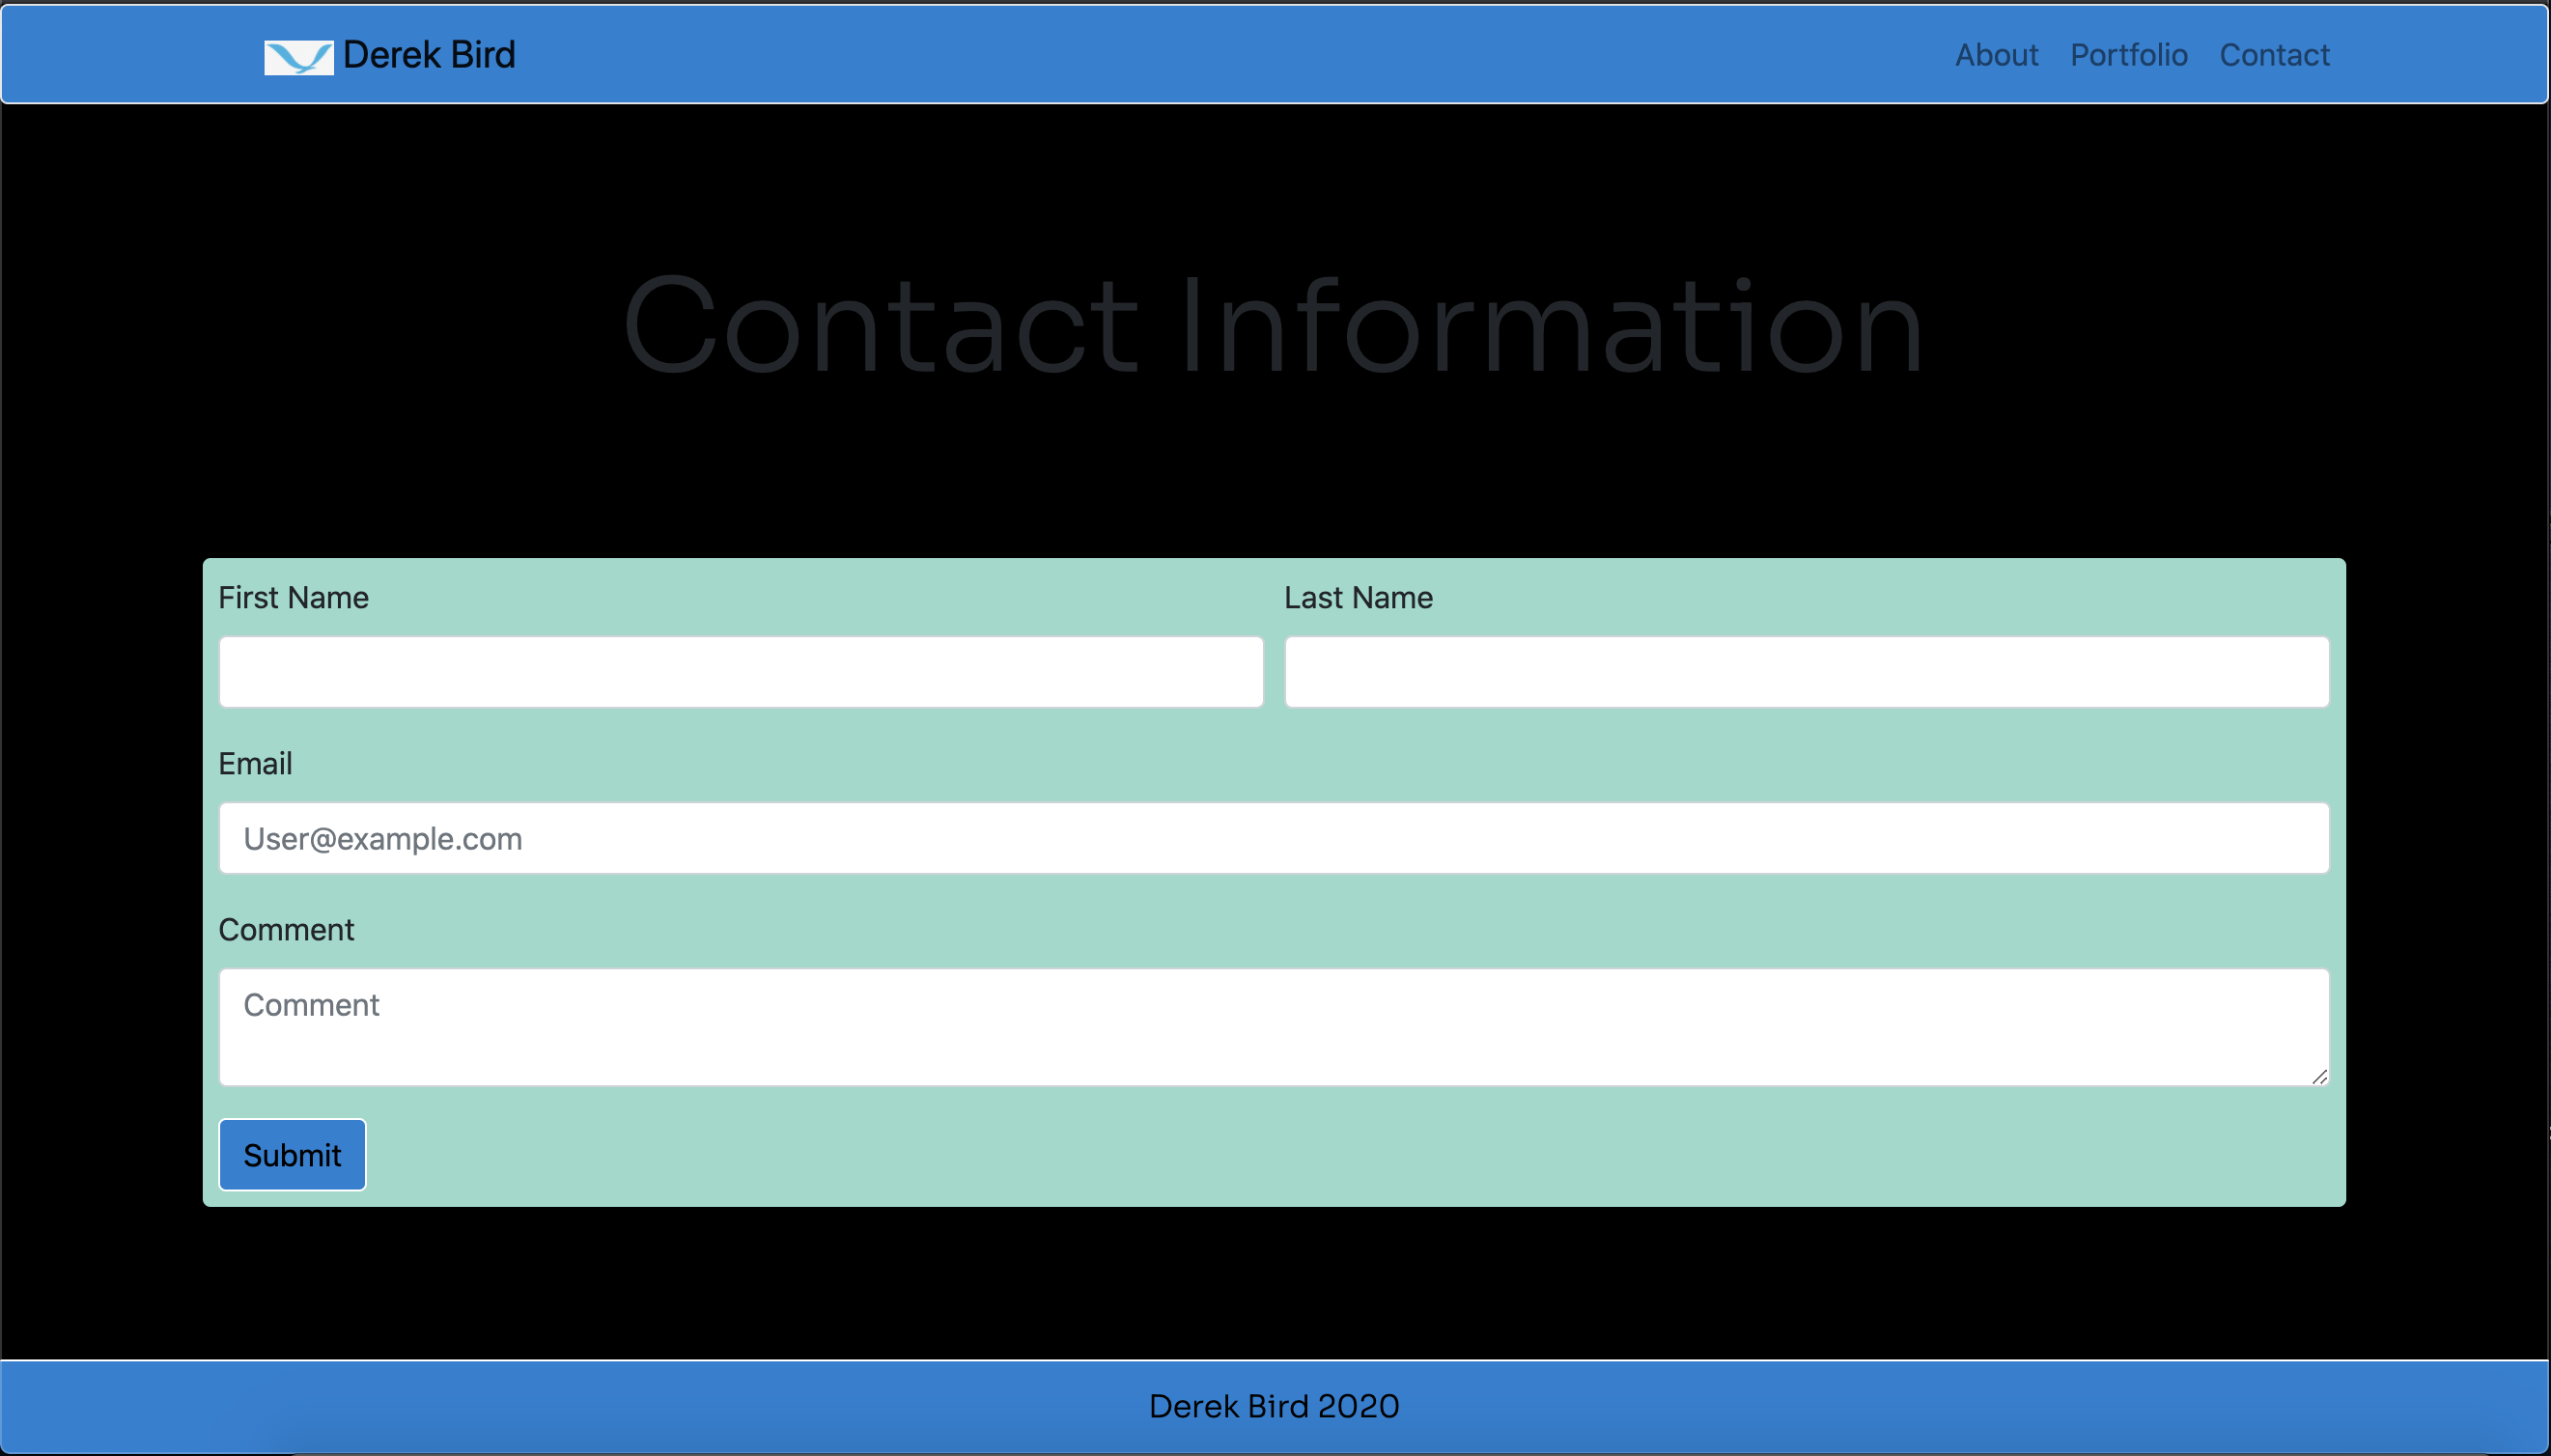 Derek Bird
About Portfolio Contact
Contact Information
First Name Last Name
Email
User@example.com
Comment
Comment
Submit
Derek Bird 2020